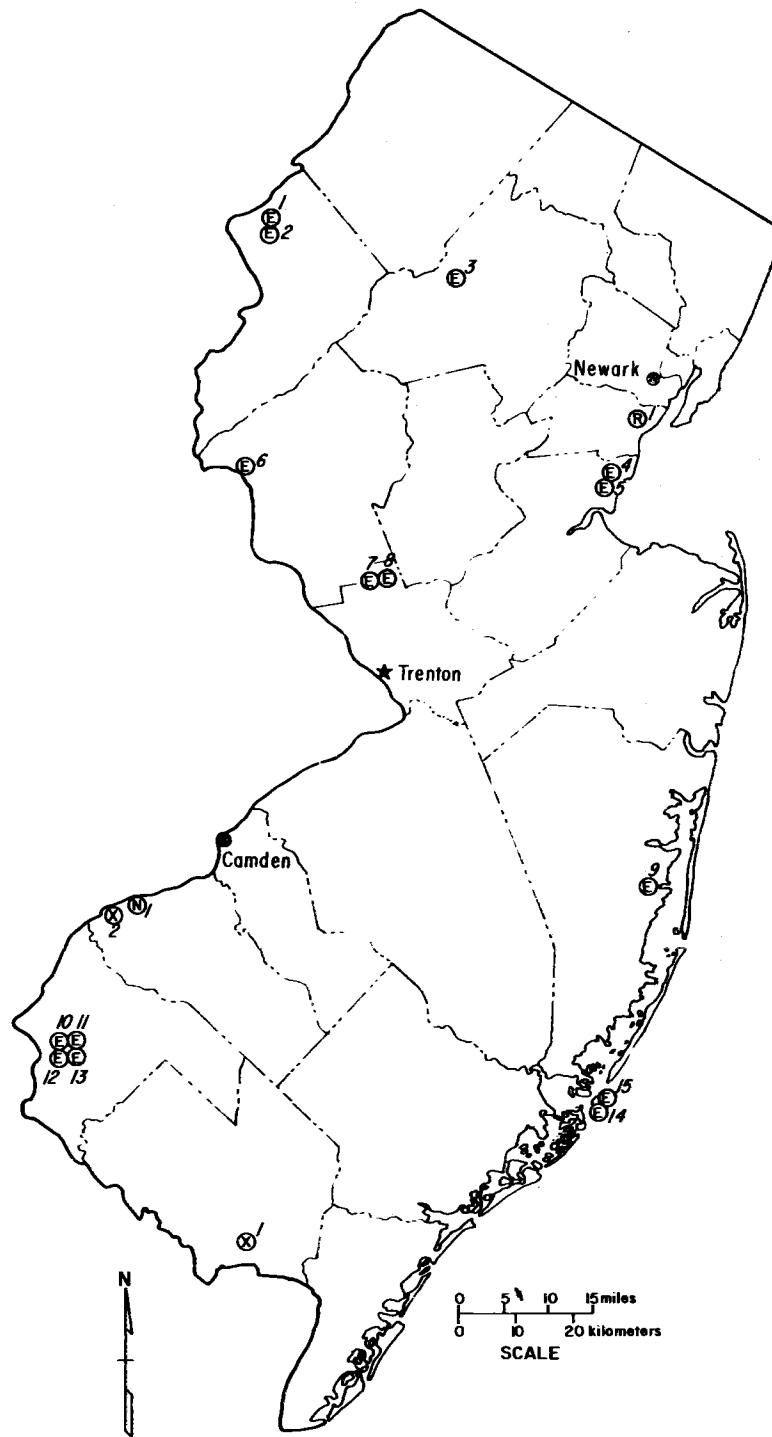 1
E
E 2
E 3
Newark
R 1
E 4
E 5
E 6
7 8
E E
Trenton
Camden
9
E
N 1
X
2
10 11
E E
E E
12 13
15
E
E 14
1
X
N
0 5 10 15 miles
0 10 20 kilometers
SCALE